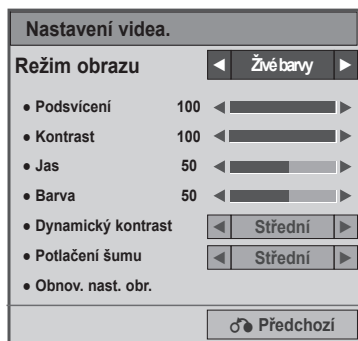 Nastavení videa.
Režim obrazu ◄ Živé barvy ►
● Podsvícení 100
● Kontrast 100
● Jas 50
● Barva 50
● Dynamický kontrast ◄ Střední ►
● Potlačení šumu ◄ Střední ►
● Obnov. nast. obr.
Předchozí